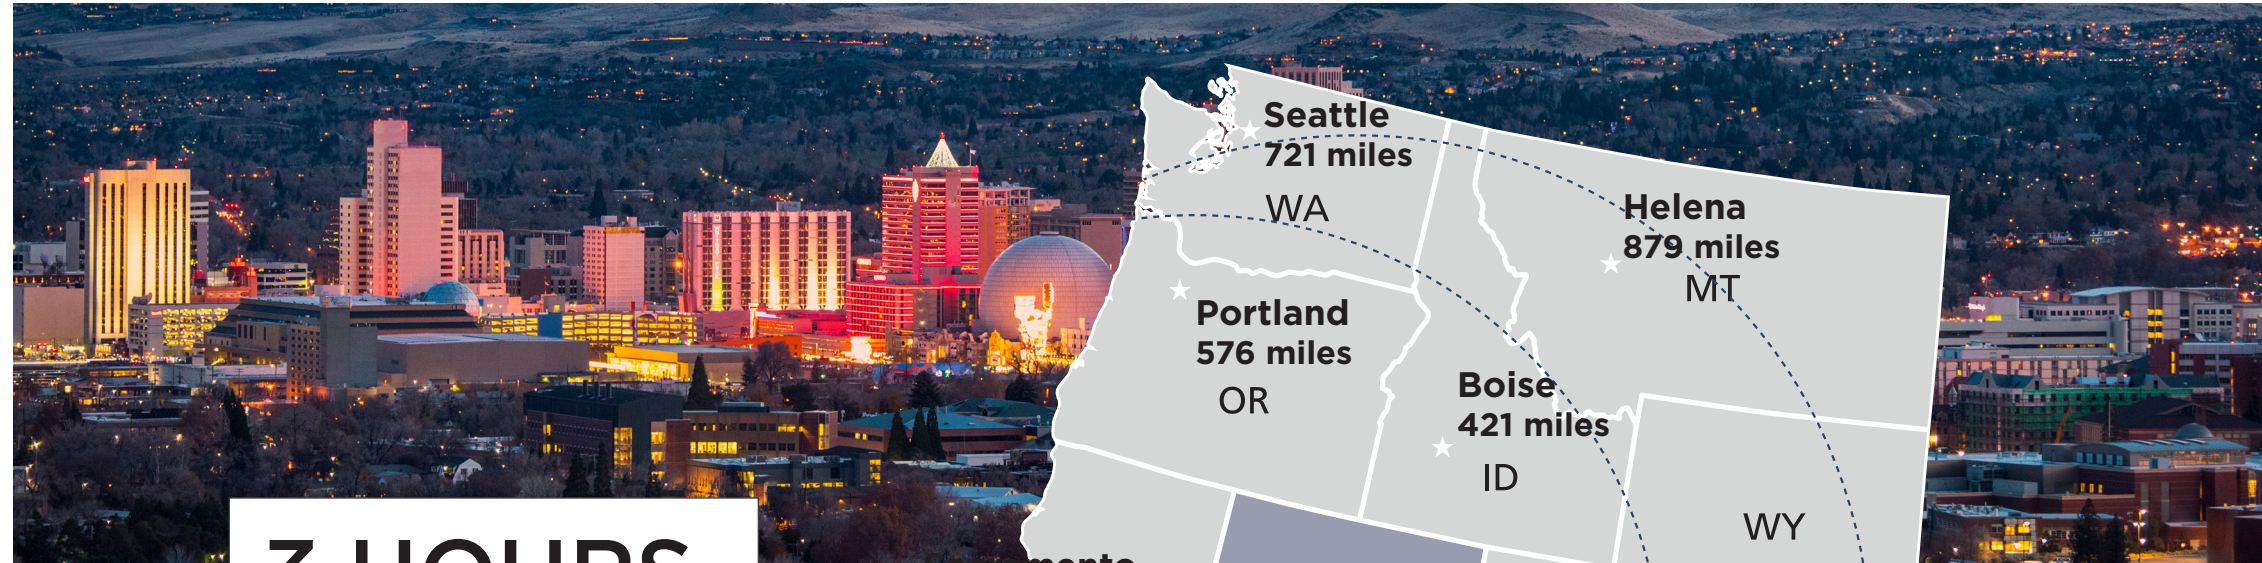 Seattle
721 miles
WA
Helena
879 miles
MT
Portland
576 miles
OR
Boise
421 miles
ID
WY